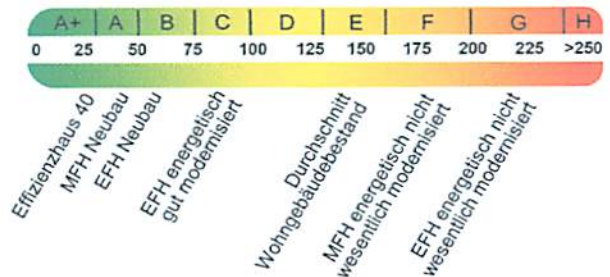 A+ A B C D E F G H
0 25 50 75 100 125 150 175 200 225 >250
Effizienzhaus 40
MFH Neubau
EFH Neubau
EFH energetisch
gut modernisiert
Durchschnitt
Wohngebäudebestand
MFH energetisch nicht
wesentlich modernisiert
EFH energetisch nicht
wesentlich modernisiert